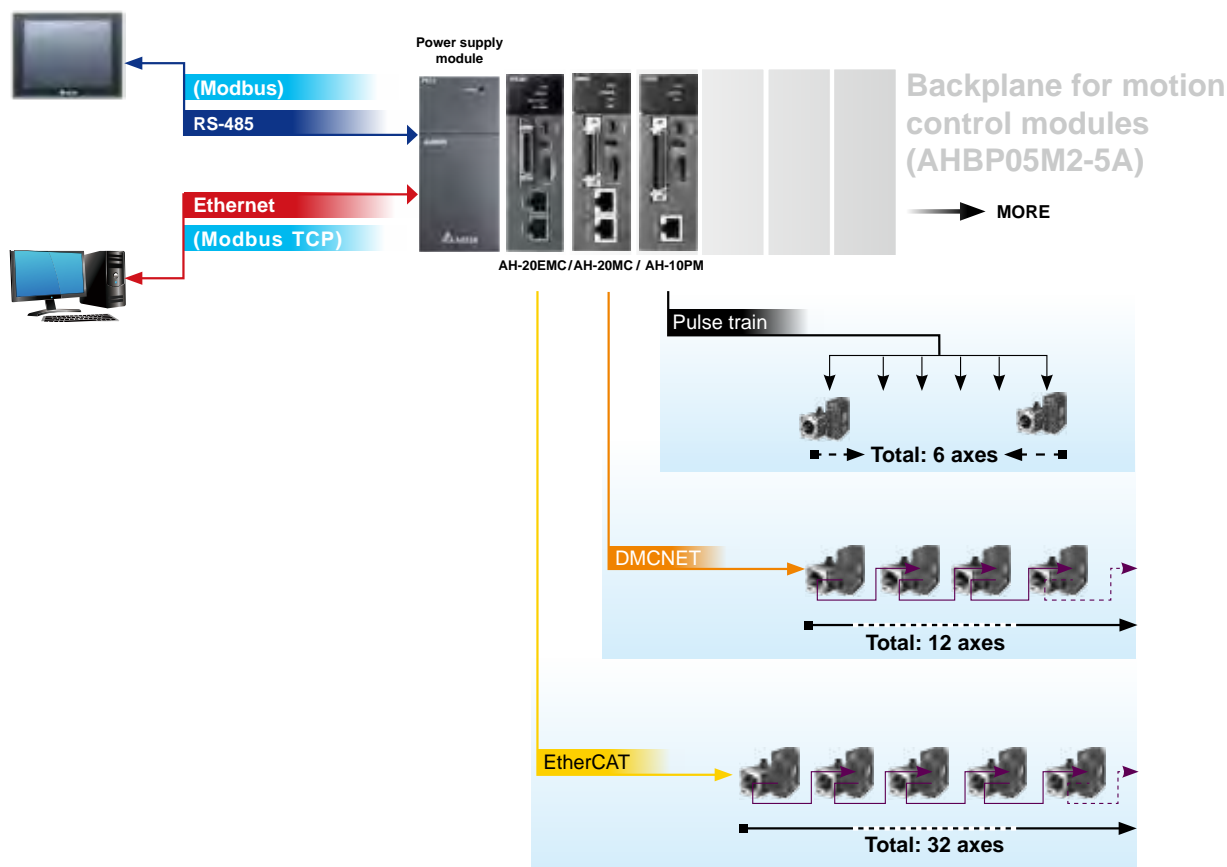 Power supply
module
(Modbus)
RS-485
Ethernet
(Modbus TCP)
Backplane for motion
control modules
(AHBP05M2-5A)
MORE
AH-20EMC/AH-20MC / AH-10PM
Pulse train
Total: 6 axes
DMCNET
Total: 12 axes
EtherCAT
Total: 32 axes